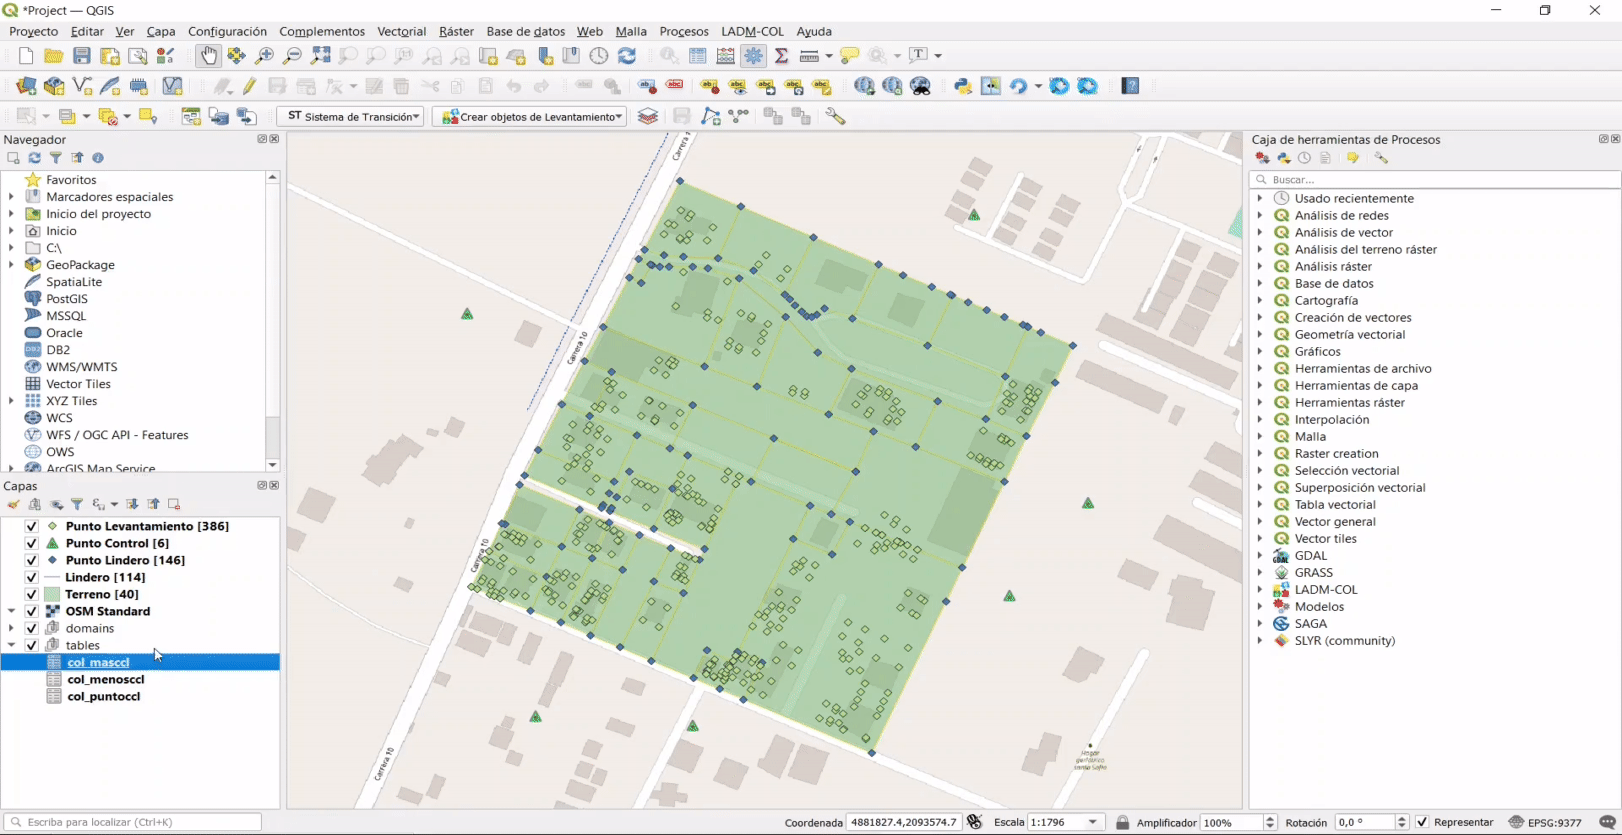 *Project — QGIS
Proyecto Editar Ver Capa Configuración Complementos Vectorial Ráster Base de datos Web Malla Procesos LADM-COL Ayuda
ST Sistema de Transición Crear objetos de Levantamiento
Navegador
Favoritos
Marcadores espaciales
Inicio del proyecto
Inicio
C:\
GeoPackage
SpatiaLite
PostGIS
MSSQL
Oracle
DB2
WMS/WMTS
Vector Tiles
XYZ Tiles
WCS
WFS / OGC API - Features
OWS
ArcGIS Map Service
Capas
Punto Levantamiento [386]
Punto Control [6]
Punto Lindero [146]
Lindero [114]
Terreno [40]
OSM Standard
domains
tables
col_masccl
col_menosccl
col_puntoccl
Carrera 10
Carrera 10
Carrera 10
Hogar
geriátrico
santa Sofia
Caja de herramientas de Procesos
Buscar...
Usado recientemente
Análisis de redes
Análisis de vector
Análisis del terreno ráster
Análisis ráster
Base de datos
Cartografía
Creación de vectores
Geometría vectorial
Gráficos
Herramientas de archivo
Herramientas de capa
Herramientas ráster
Interpolación
Malla
Raster creation
Selección vectorial
Superposición vectorial
Tabla vectorial
Vector general
Vector tiles
GDAL
GRASS
LADM-COL
Modelos
SAGA
SLYR (community)
Escriba para localizar (Ctrl+K)
Coordenada 4881827.4,2093574.7 Escala 1:1796 Amplificador 100% Rotación 0,0 ° Representar EPSG:9377